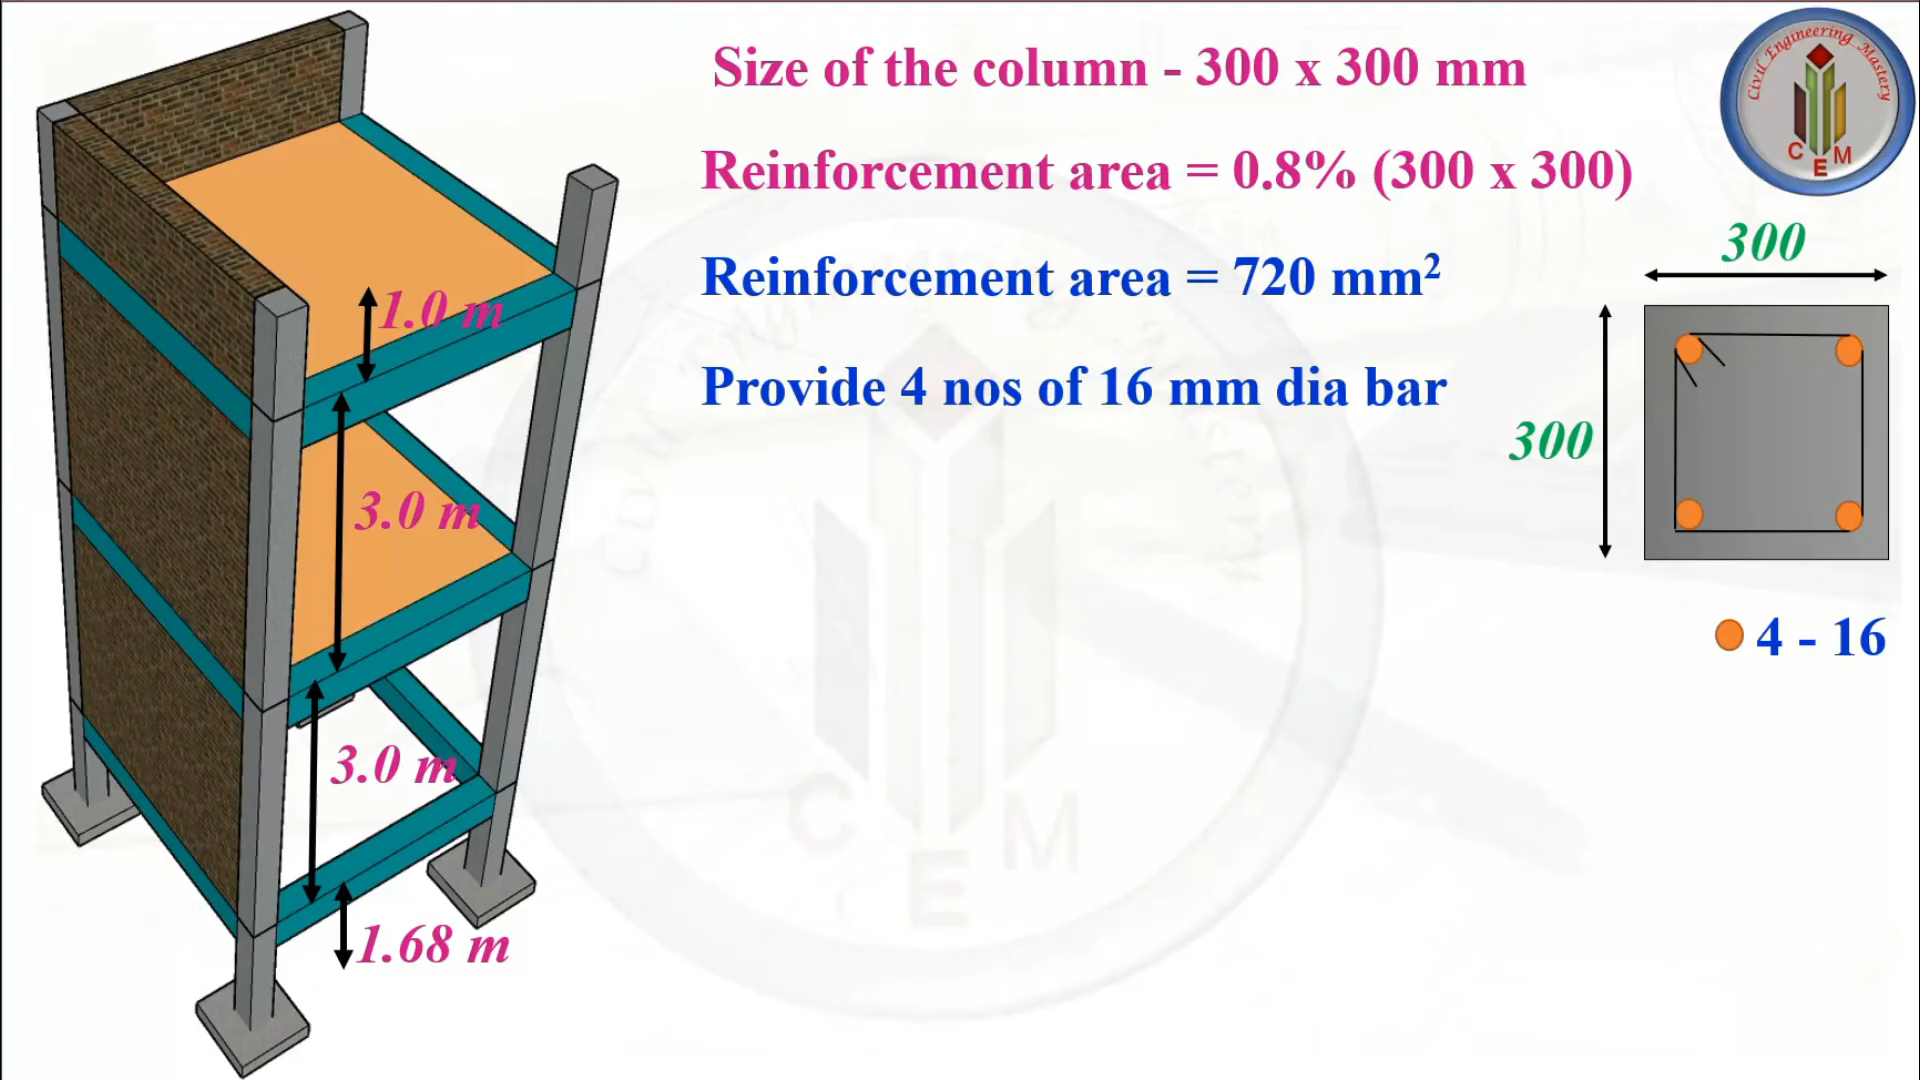 Size of the column - 300 x 300 mm
Civil Engineering Mastery
C E M
Reinforcement area = 0.8% (300 x 300)
300
Reinforcement area = 720 mm²
1.0 m
Provide 4 nos of 16 mm dia bar
300
3.0 m
4 - 16
3.0 m
1.68 m
C E M